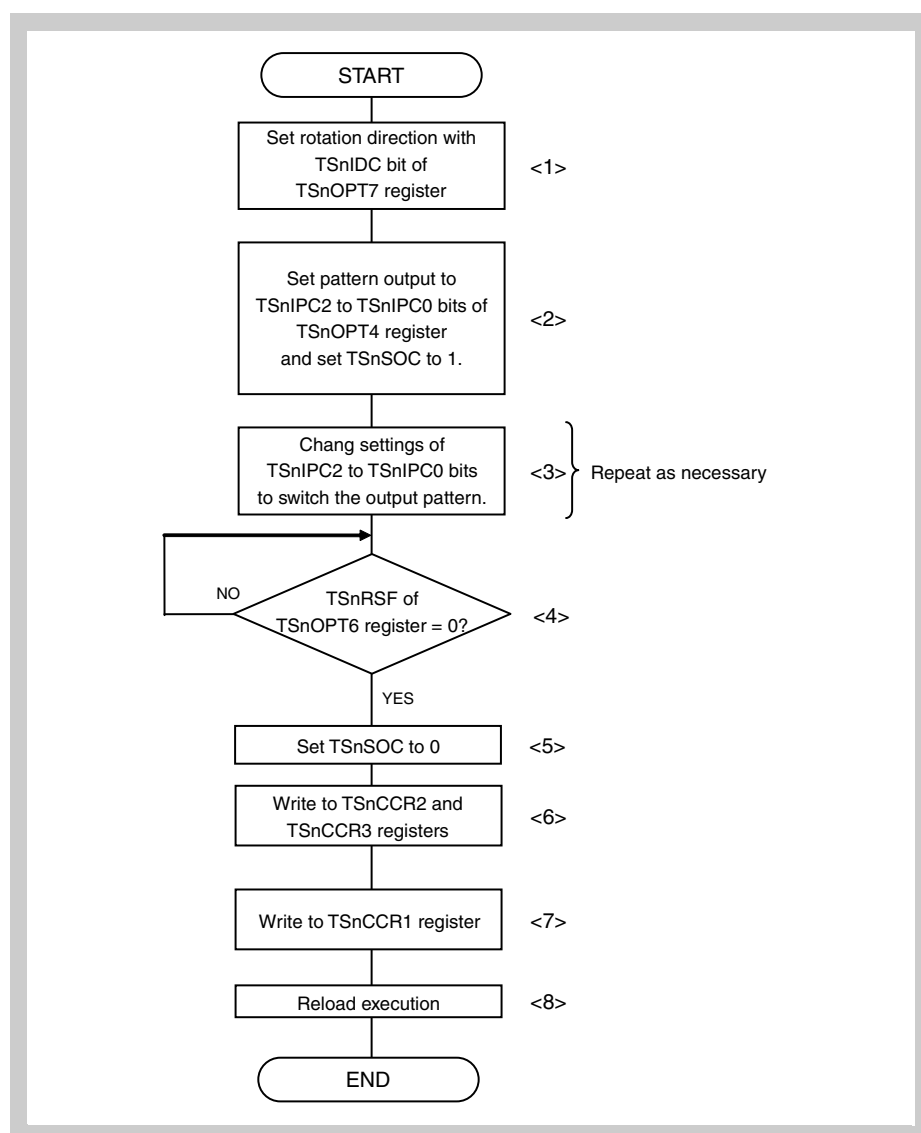 START
Set rotation direction with
TSnIDC bit of
TSnOPT7 register
<1>
Set pattern output to
TSnIPC2 to TSnIPC0 bits of
TSnOPT4 register
and set TSnSOC to 1.
<2>
Chang settings of
TSnIPC2 to TSnIPC0 bits
to switch the output pattern.
<3>
Repeat as necessary
NO
TSnRSF of
TSnOPT6 register = 0?
<4>
YES
Set TSnSOC to 0
<5>
Write to TSnCCR2 and
TSnCCR3 registers
<6>
Write to TSnCCR1 register
<7>
Reload execution
<8>
END